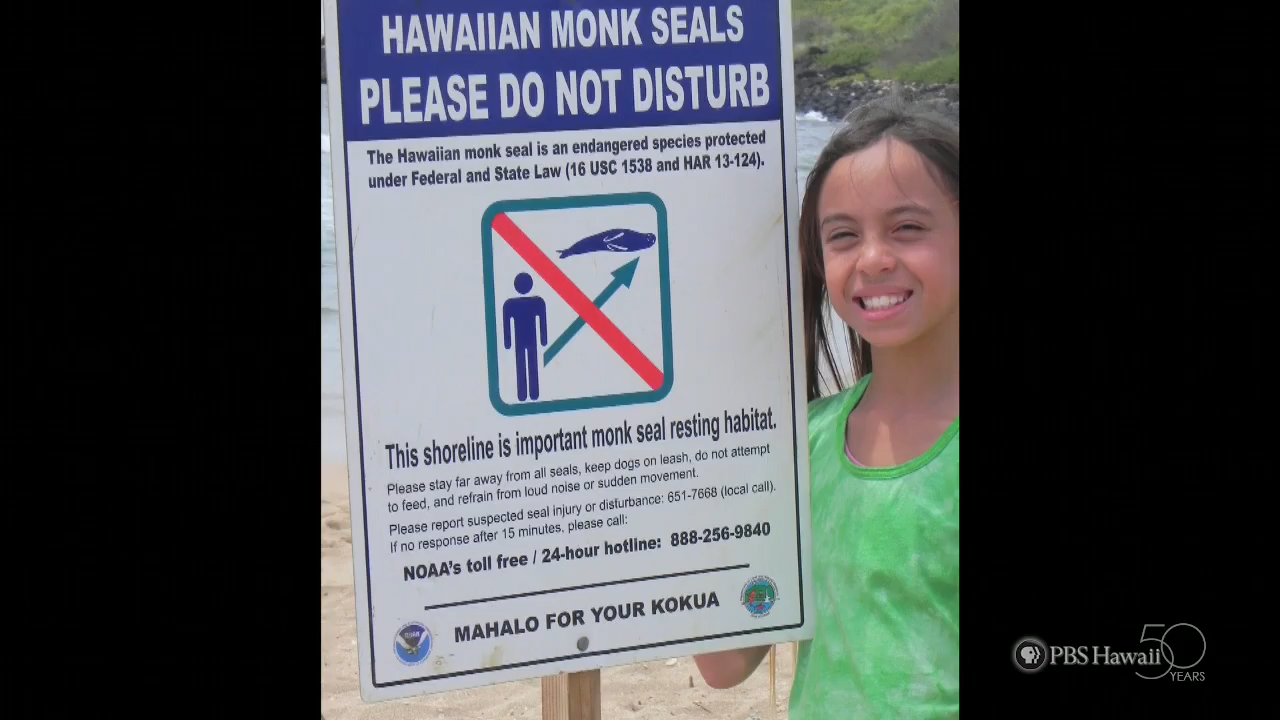 HAWAIIAN MONK SEALS
PLEASE DO NOT DISTURB
The Hawaiian monk seal is an endangered species protected
under Federal and State Law (16 USC 1538 and HAR 13-124).
This shoreline is important monk seal resting habitat.
Please stay far away from all seals, keep dogs on leash, do not attempt
to feed, and refrain from loud noise or sudden movement.
Please report suspected seal injury or disturbance: 651-7668 (local call).
If no response after 15 minutes, please call:
NOAA's toll free / 24-hour hotline: 888-256-9840
MAHALO FOR YOUR KOKUA
NOAA
PBS Hawaii 50
YEARS